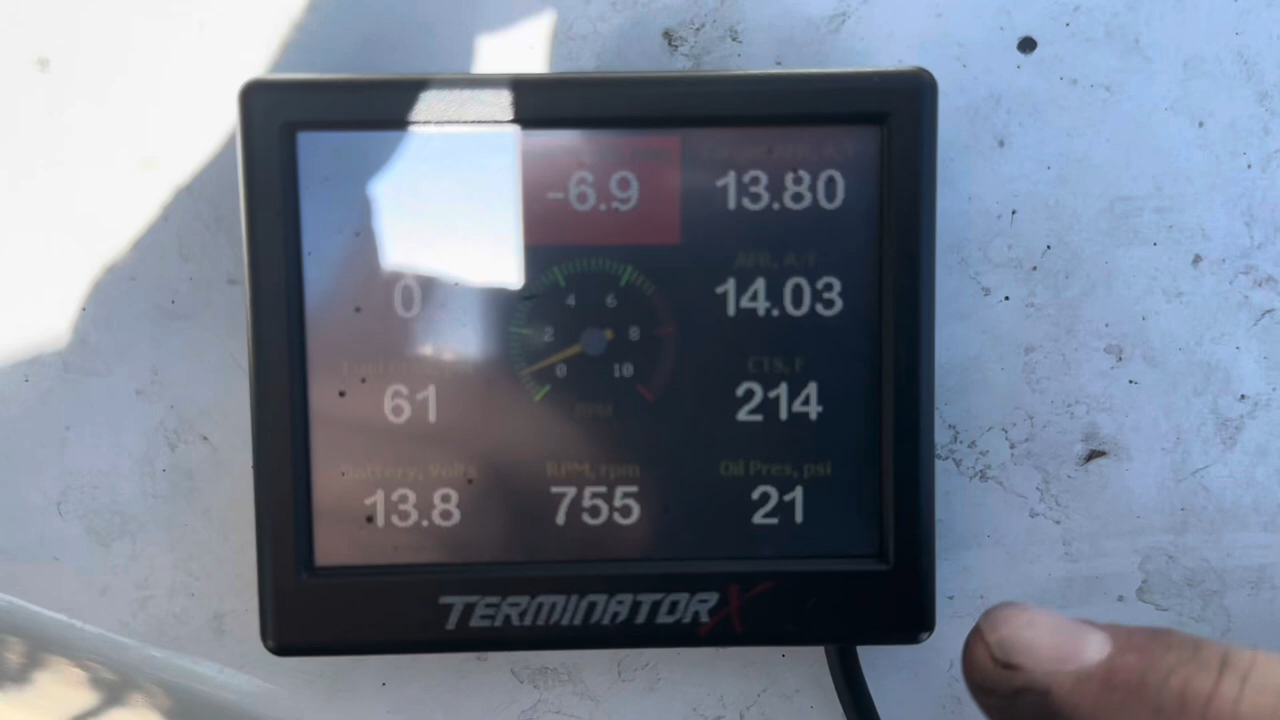 -6.9
13.80
AFR, A/F
14.03
0
4 6
2 8
0 10
RPM
61
CTS, F
214
Battery, Volts
13.8
RPM, rpm
755
Oil Pres, psi
21
TERMINATOR X